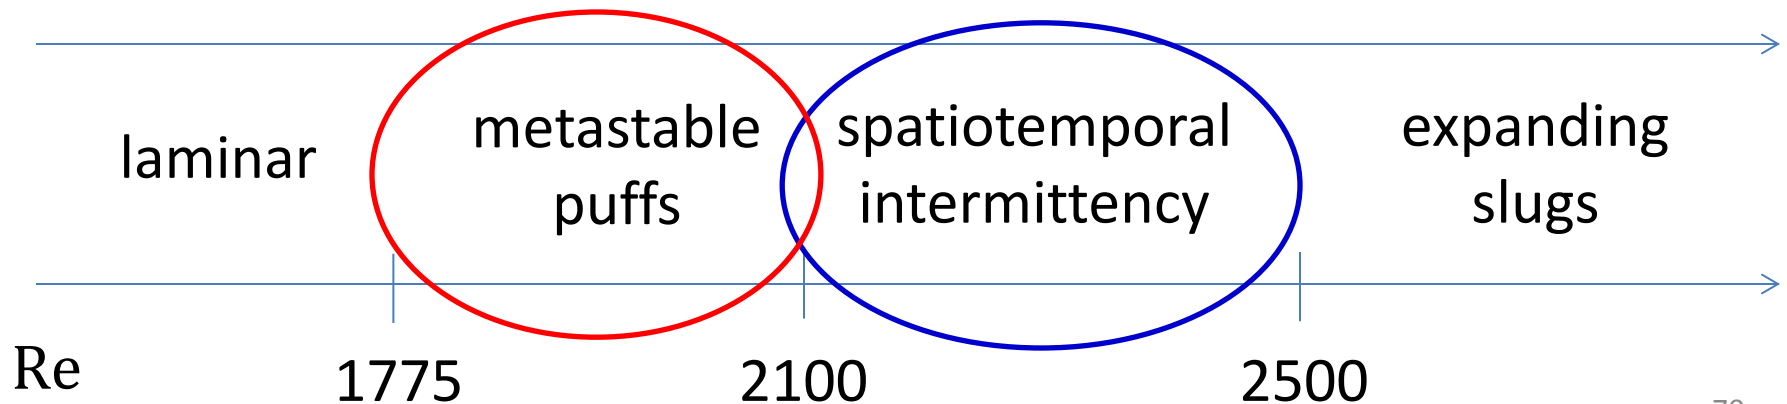 laminar
metastable
puffs
spatiotemporal
intermittency
expanding
slugs
Re
1775
2100
2500